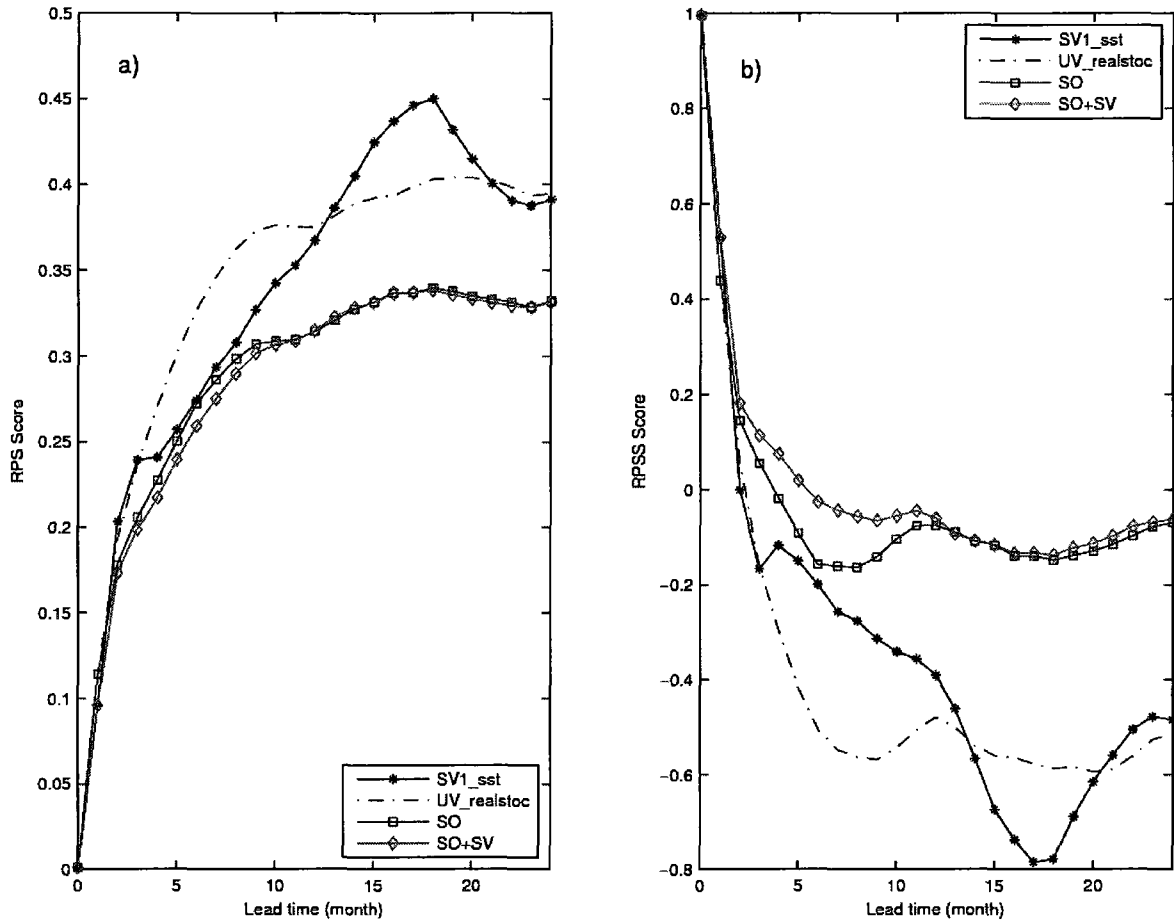 a)
RPS Score
0.5
0.45
0.4
0.35
0.3
0.25
0.2
0.15
0.1
0.05
0
0 5 10 15 20
Lead time (month)
SV1_sst
UV_realstoc
SO
SO+SV
b)
RPSS Score
1
0.8
0.6
0.4
0.2
0
−0.2
−0.4
−0.6
−0.8
0 5 10 15 20
Lead time (month)
SV1_sst
UV_realstoc
SO
SO+SV